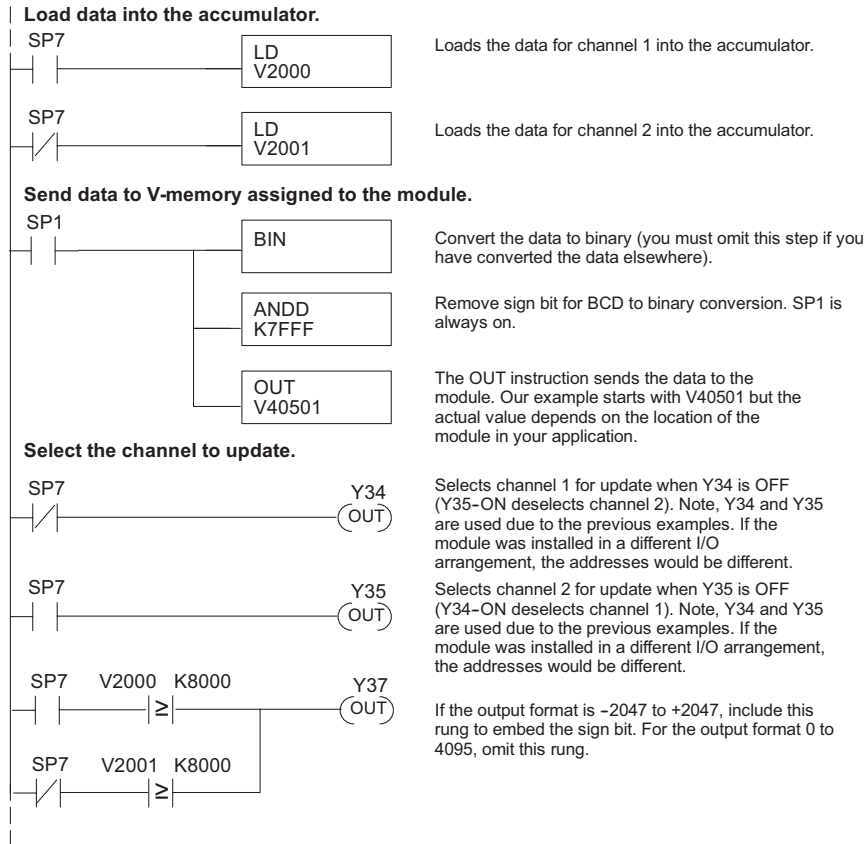 Load data into the accumulator.
SP7
LD
V2000
Loads the data for channel 1 into the accumulator.
SP7
LD
V2001
Loads the data for channel 2 into the accumulator.
Send data to V-memory assigned to the module.
SP1
BIN
Convert the data to binary (you must omit this step if you
have converted the data elsewhere).
ANDD
K7FFF
Remove sign bit for BCD to binary conversion. SP1 is
always on.
OUT
V40501
The OUT instruction sends the data to the
module. Our example starts with V40501 but the
actual value depends on the location of the
module in your application.
Select the channel to update.
SP7
Y34
OUT
Selects channel 1 for update when Y34 is OFF
(Y35-ON deselects channel 2). Note, Y34 and Y35
are used due to the previous examples. If the
module was installed in a different I/O
arrangement, the addresses would be different.
SP7
Y35
OUT
Selects channel 2 for update when Y35 is OFF
(Y34-ON deselects channel 1). Note, Y34 and Y35
are used due to the previous examples. If the
module was installed in a different I/O arrangement,
the addresses would be different.
SP7 V2000 K8000
≥
Y37
OUT
If the output format is -2047 to +2047, include this
rung to embed the sign bit. For the output format 0 to
4095, omit this rung.
SP7 V2001 K8000
≥